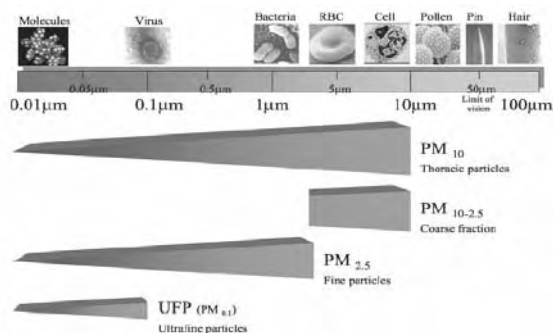 Molecules Virus Bacteria RBC Cell Pollen Pin Hair
0.05μm 0.5μm 5μm 50μm
0.01μm 0.1μm 1μm 10μm Limit of vision 100μm
PM 10
Thoracic particles
PM 10-2.5
Coarse fraction
PM 2.5
Fine particles
UFP (PM 0.1)
Ultrafine particles